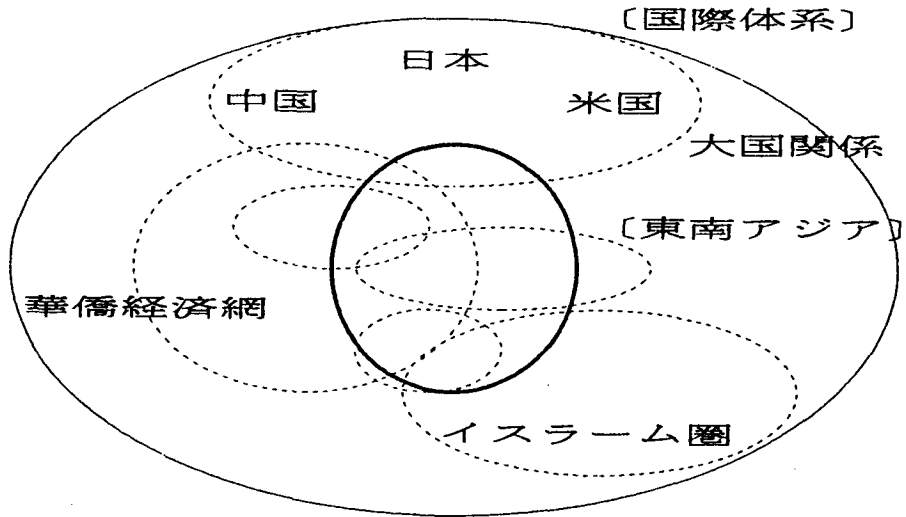 〔国際体系〕
日本
中国
米国
大国関係
〔東南アジア〕
華僑経済網
イスラーム圏